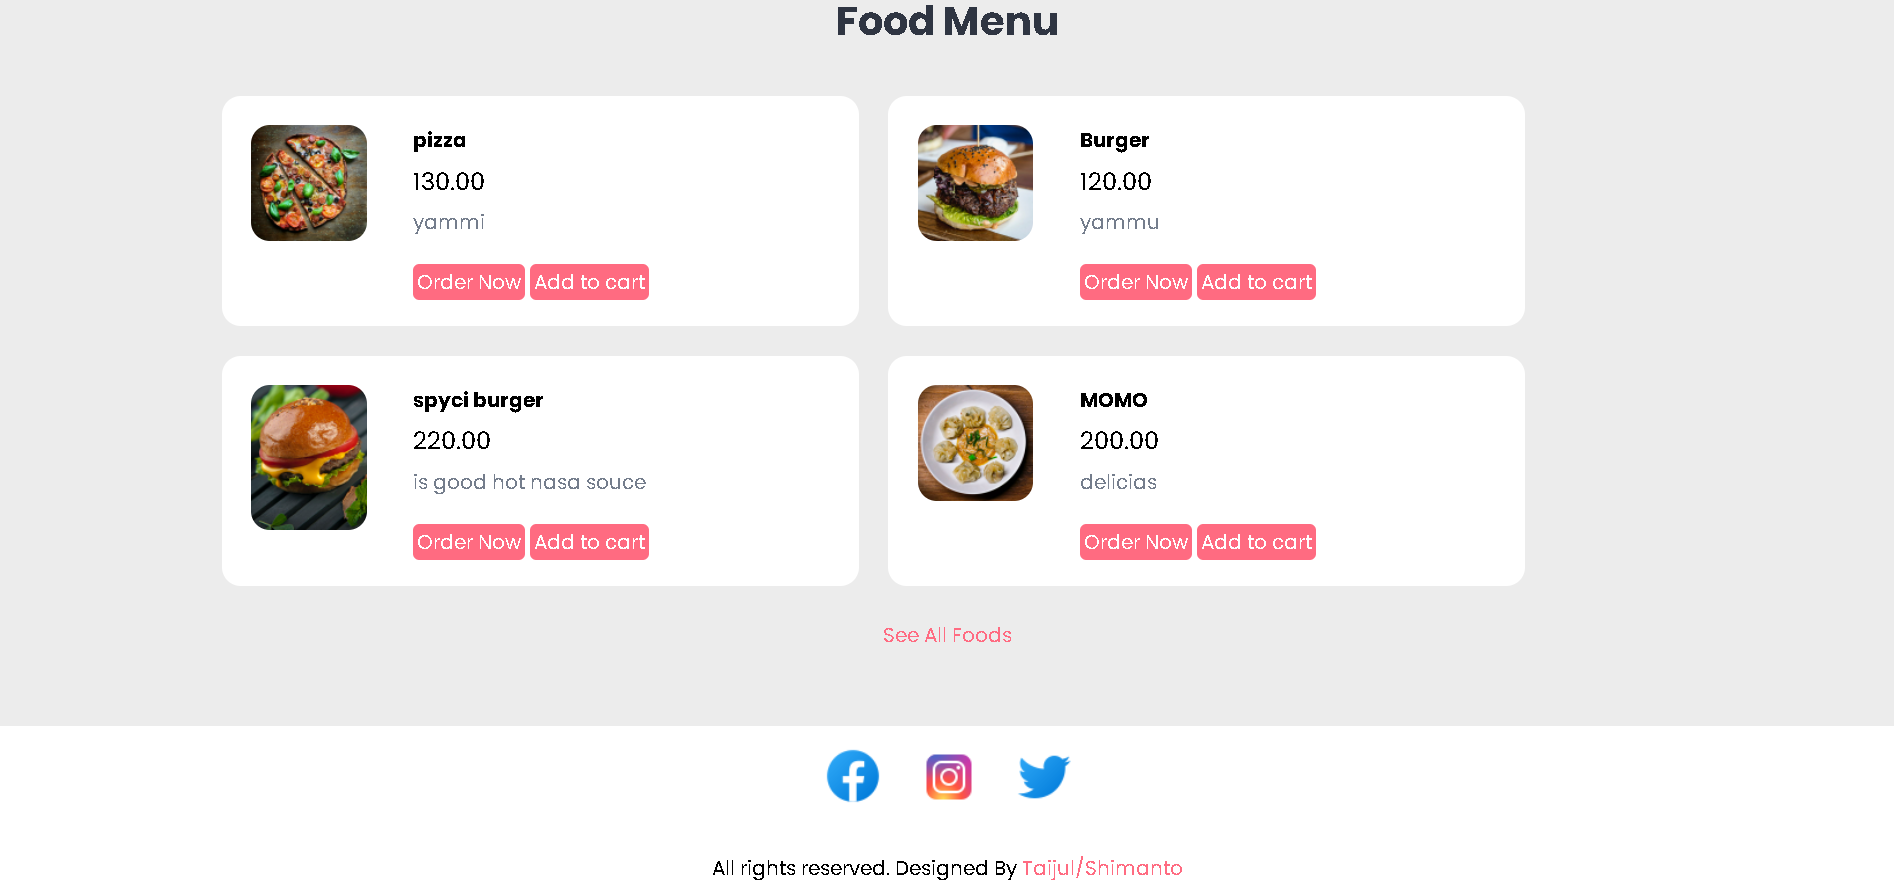 Food Menu
pizza
130.00
yammi
Order Now Add to cart
Burger
120.00
yammu
Order Now Add to cart
spyci burger
220.00
is good hot nasa souce
Order Now Add to cart
MOMO
200.00
delicias
Order Now Add to cart
See All Foods
All rights reserved. Designed By Taijul/Shimanto